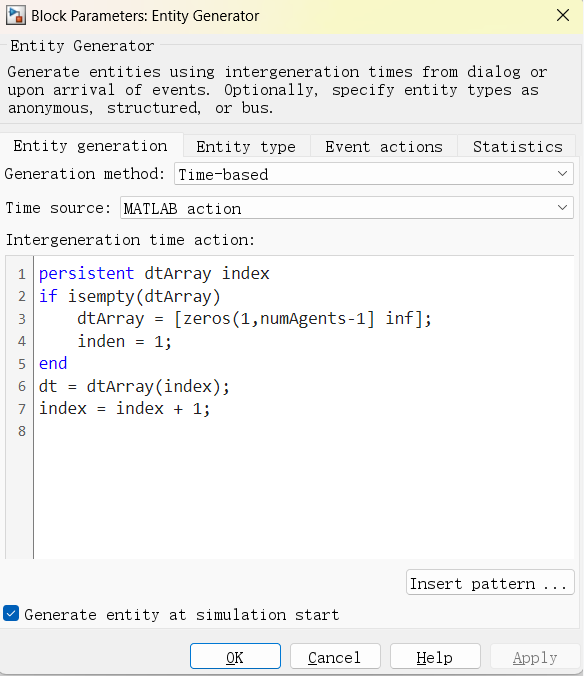 Block Parameters: Entity Generator
Entity Generator
Generate entities using intergeneration times from dialog or
upon arrival of events. Optionally, specify entity types as
anonymous, structured, or bus.
Entity generation Entity type Event actions Statistics
Generation method: Time-based
Time source: MATLAB action
Intergeneration time action:
1 persistent dtArray index
2 if isempty(dtArray)
3 dtArray = [zeros(1,numAgents-1] inf];
4 inden = 1;
5 end
6 dt = dtArray(index);
7 index = index + 1;
8
Insert pattern ...
Generate entity at simulation start
OK Cancel Help Apply